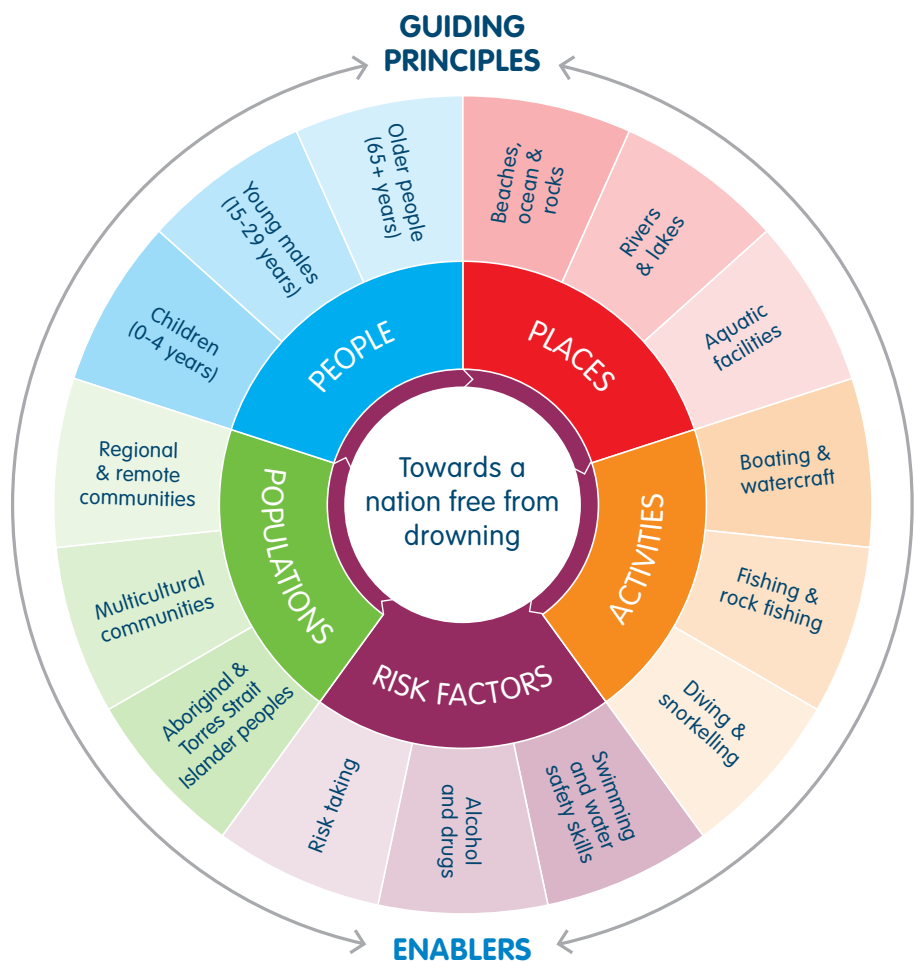 GUIDING
PRINCIPLES
Older people
(65+ years)
Beaches,
ocean &
rocks
Young males
(15-29 years)
Rivers
& lakes
Children
(0-4 years)
Aquatic
facilities
PEOPLE
PLACES
Regional
& remote
communities
Boating &
watercraft
Towards a
nation free from
drowning
POPULATIONS
ACTIVITIES
Multicultural
communities
Fishing &
rock fishing
Aboriginal &
Torres Strait
Islander peoples
Diving &
snorkelling
RISK FACTORS
Risk taking
Alcohol
and drugs
Swimming
and water
safety skills
ENABLERS